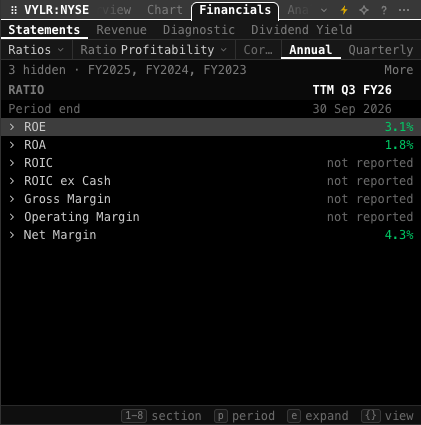 VYLR:NYSE view Chart Financials Ana
Statements Revenue Diagnostic Dividend Yield
Ratios Ratio Profitability Cor… Annual Quarterly
3 hidden · FY2025, FY2024, FY2023 More
RATIO TTM Q3 FY26
Period end 30 Sep 2026
ROE 3.1%
ROA 1.8%
ROIC not reported
ROIC ex Cash not reported
Gross Margin not reported
Operating Margin not reported
Net Margin 4.3%
1–8 section p period e expand {} view